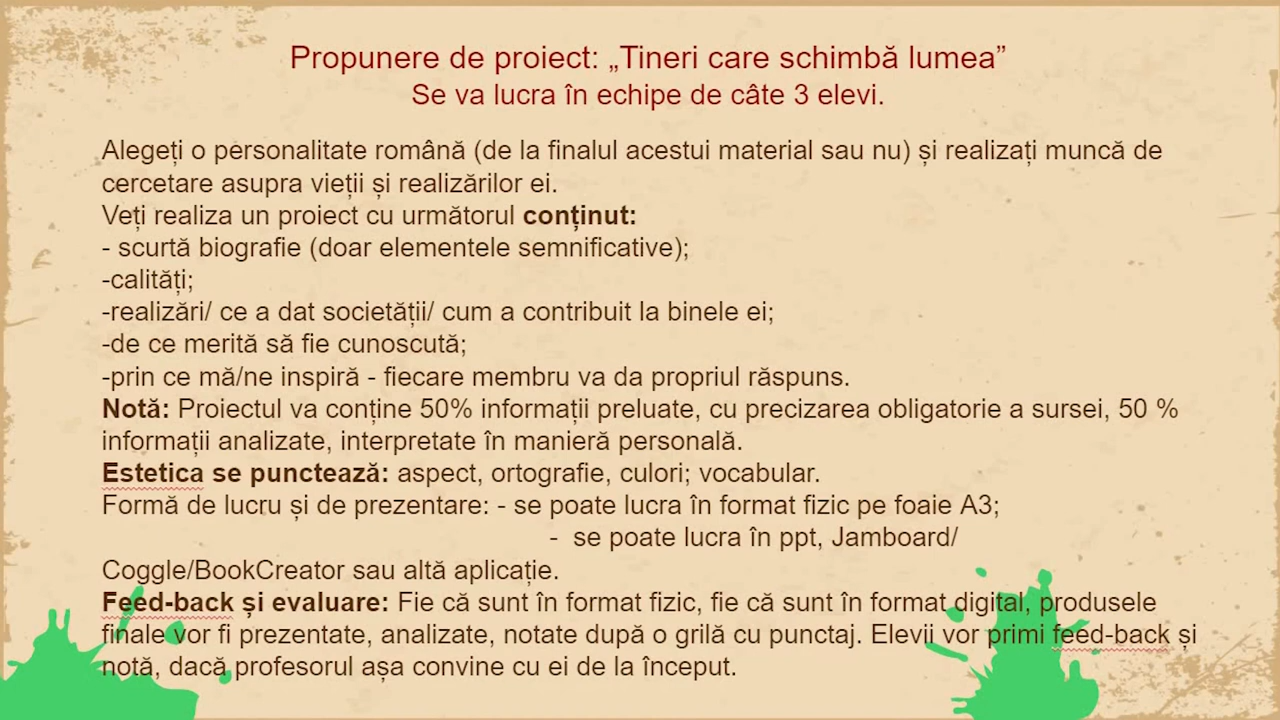 Propunere de proiect: „Tineri care schimbă lumea”
Se va lucra în echipe de câte 3 elevi.
Alegeți o personalitate română (de la finalul acestui material sau nu) și realizați muncă de
cercetare asupra vieții și realizărilor ei.
Veți realiza un proiect cu următorul conținut:
- scurtă biografie (doar elementele semnificative);
-calități;
-realizări/ ce a dat societății/ cum a contribuit la binele ei;
-de ce merită să fie cunoscută;
-prin ce mă/ne inspiră - fiecare membru va da propriul răspuns.
Notă: Proiectul va conține 50% informații preluate, cu precizarea obligatorie a sursei, 50 %
informații analizate, interpretate în manieră personală.
Estetica se punctează: aspect, ortografie, culori; vocabular.
Formă de lucru și de prezentare: - se poate lucra în format fizic pe foaie A3;
- se poate lucra în ppt, Jamboard/
Coggle/BookCreator sau altă aplicație.
Feed-back și evaluare: Fie că sunt în format fizic, fie că sunt în format digital, produsele
finale vor fi prezentate, analizate, notate după o grilă cu punctaj. Elevii vor primi feed-back și
notă, dacă profesorul așa convine cu ei de la început.